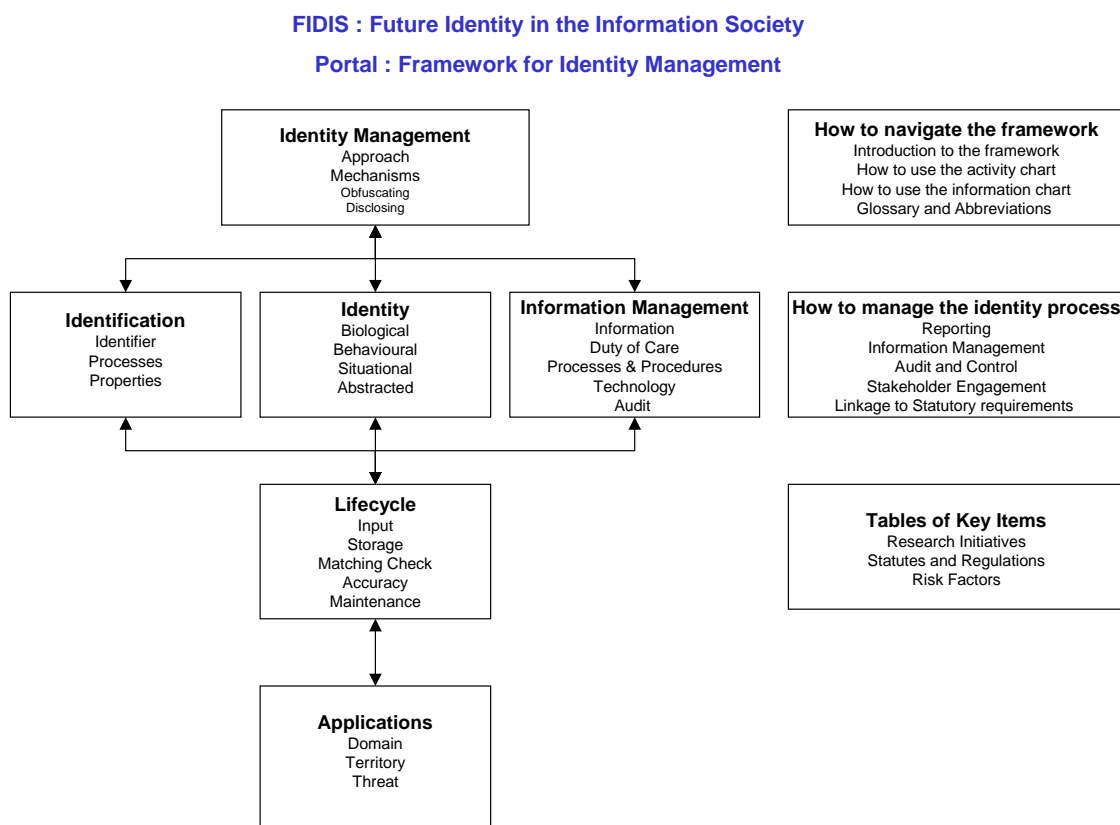 FIDIS : Future Identity in the Information Society
Portal : Framework for Identity Management
Identity Management
Approach
Mechanisms
Obfuscating
Disclosing
How to navigate the framework
Introduction to the framework
How to use the activity chart
How to use the information chart
Glossary and Abbreviations
Identification
Identifier
Processes
Properties
Identity
Biological
Behavioural
Situational
Abstracted
Information Management
Information
Duty of Care
Processes & Procedures
Technology
Audit
How to manage the identity process
Reporting
Information Management
Audit and Control
Stakeholder Engagement
Linkage to Statutory requirements
Lifecycle
Input
Storage
Matching Check
Accuracy
Maintenance
Tables of Key Items
Research Initiatives
Statutes and Regulations
Risk Factors
Applications
Domain
Territory
Threat